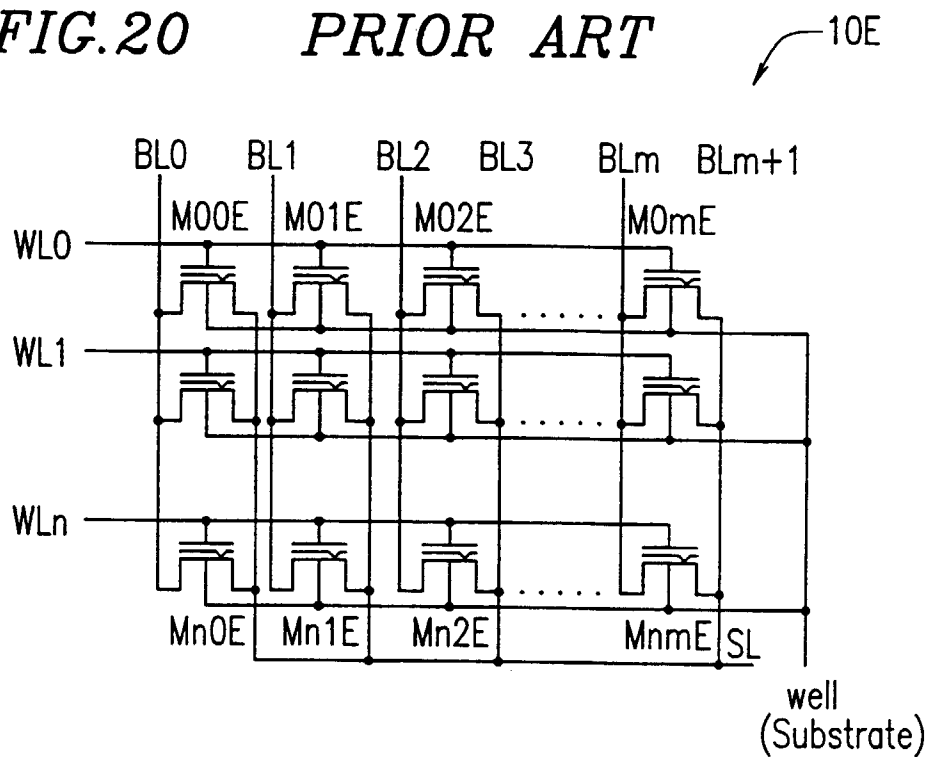 FIG.20 PRIOR ART
10E
BL0 BL1 BL2 BL3 BLm BLm+1
M00E M01E M02E M0mE
WL0
WL1
WLn
Mn0E Mn1E Mn2E MnmE SL
well
(Substrate)